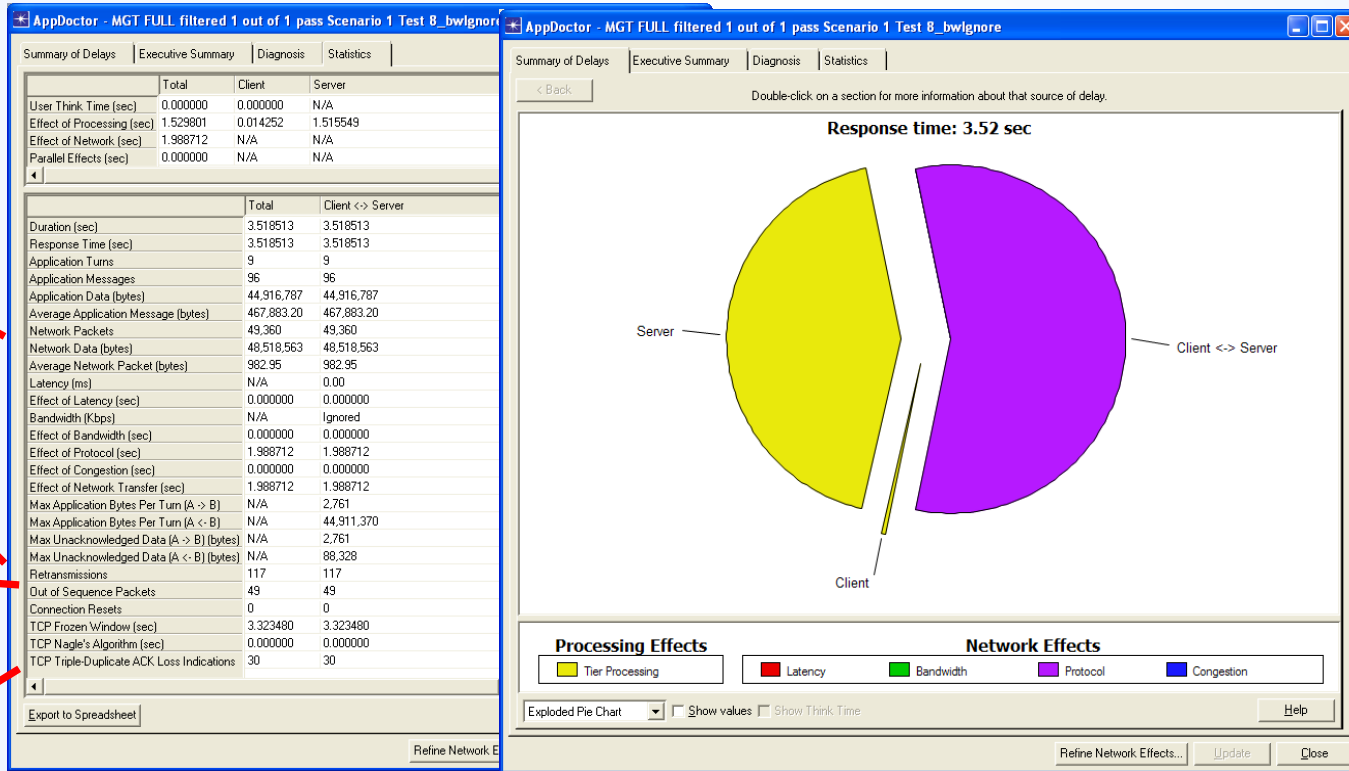 AppDoctor - MGT FULL filtered 1 out of 1 pass Scenario 1 Test 8_bwIgnore
Summary of Delays Executive Summary Diagnosis Statistics
Total Client Server
User Think Time (sec) 0.000000 0.000000 N/A
Effect of Processing (sec) 1.529801 0.014252 1.515549
Effect of Network (sec) 1.988712 N/A N/A
Parallel Effects (sec) 0.000000 N/A N/A
Total Client <-> Server
Duration (sec) 3.518513 3.518513
Response Time (sec) 3.518513 3.518513
Application Turns 9 9
Application Messages 96 96
Application Data (bytes) 44,916,787 44,916,787
Average Application Message (bytes) 467,883.20 467,883.20
Network Packets 49,360 49,360
Network Data (bytes) 48,518,563 48,518,563
Average Network Packet (bytes) 982.95 982.95
Latency (ms) N/A 0.00
Effect of Latency (sec) 0.000000 0.000000
Bandwidth (Kbps) N/A Ignored
Effect of Bandwidth (sec) 0.000000 0.000000
Effect of Protocol (sec) 1.988712 1.988712
Effect of Congestion (sec) 0.000000 0.000000
Effect of Network Transfer (sec) 1.988712 1.988712
Max Application Bytes Per Turn (A -> B) N/A 2,761
Max Application Bytes Per Turn (A <- B) N/A 44,911,370
Max Unacknowledged Data (A -> B) (bytes) N/A 2,761
Max Unacknowledged Data (A <- B) (bytes) N/A 88,328
Retransmissions 117 117
Out of Sequence Packets 49 49
Connection Resets 0 0
TCP Frozen Window (sec) 3.323480 3.323480
TCP Nagle's Algorithm (sec) 0.000000 0.000000
TCP Triple-Duplicate ACK Loss Indications 30 30
Export to Spreadsheet
Refine Network E
AppDoctor - MGT FULL filtered 1 out of 1 pass Scenario 1 Test 8_bwIgnore
Summary of Delays Executive Summary Diagnosis Statistics
< Back
Double-click on a section for more information about that source of delay.
Response time: 3.52 sec
Server
Client <-> Server
Client
Processing Effects Network Effects
Tier Processing Latency Bandwidth Protocol Congestion
Exploded Pie Chart Show values Show Think Time Help
Refine Network Effects... Update Close